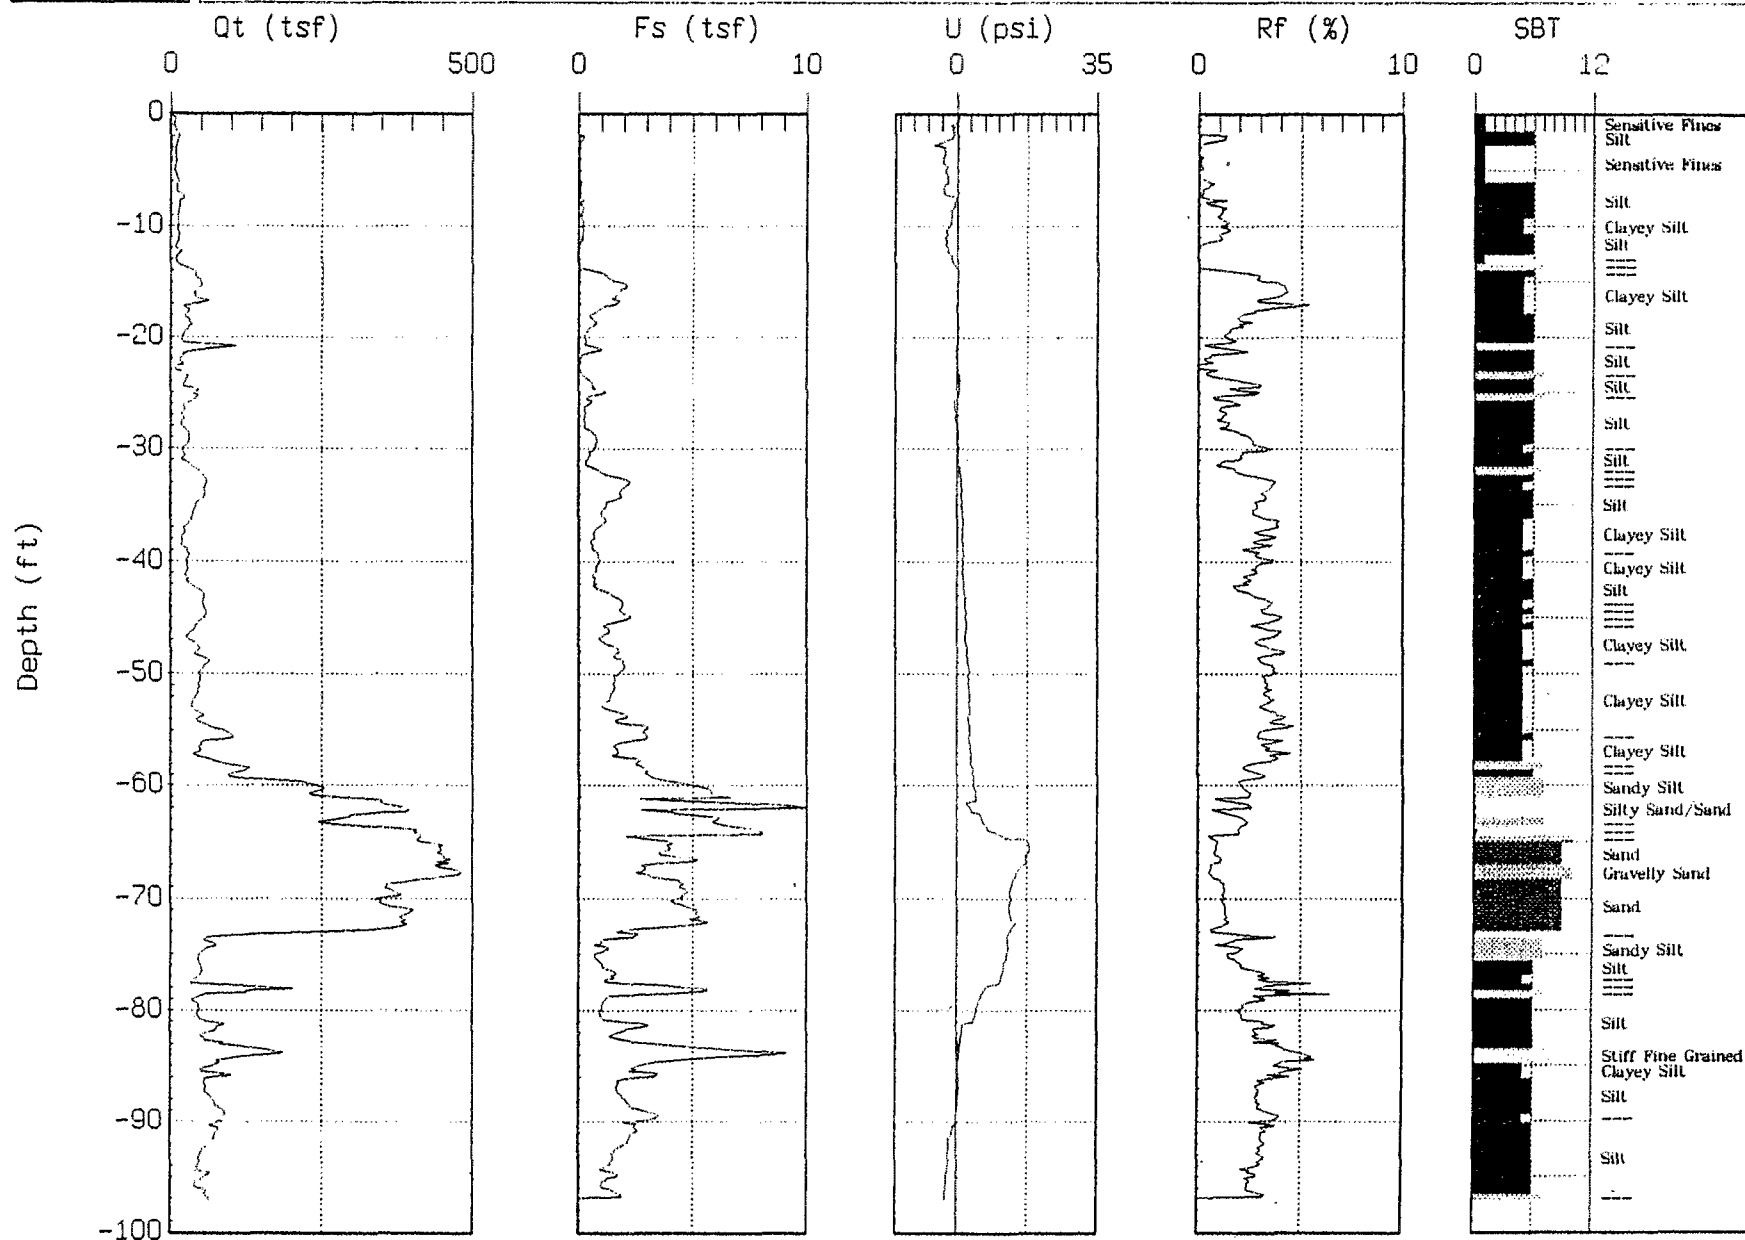 Qt (tsf) Fs (tsf) U (psi) Rf (%) SBT
0 500 0 10 0 35 0 10 0 12
0
-10
-20
-30
-40
-50
-60
-70
-80
-90
-100
Depth (ft)
Sensitive Fines
Silt
Sensitive Fines
Silt
Clayey Silt
Silt
Clayey Silt
Silt
Silt
Silt
Silt
Silt
Silt
Clayey Silt
Clayey Silt
Silt
Clayey Silt
Clayey Silt
Clayey Silt
Sandy Silt
Silty Sand/Sand
Sand
Gravelly Sand
Sand
Sandy Silt
Silt
Silt
Stiff Fine Grained
Clayey Silt
Silt
Silt